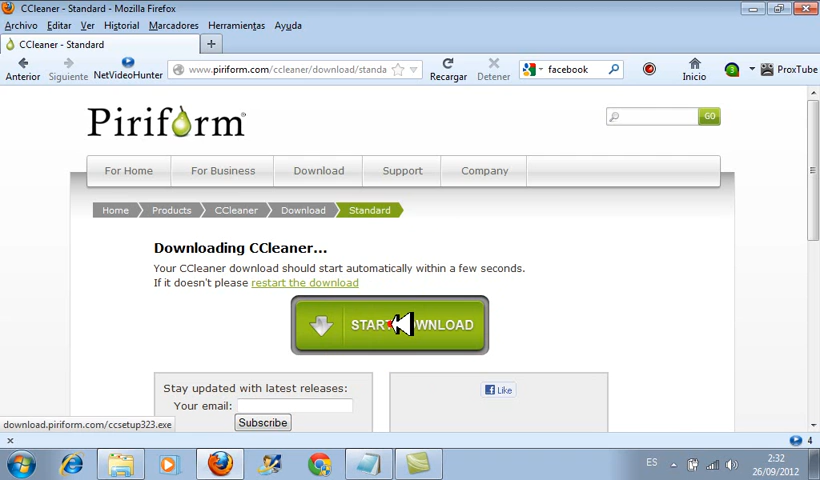 CCleaner - Standard - Mozilla Firefox
Archivo Editar Ver Historial Marcadores Herramientas Ayuda
CCleaner - Standard +
Anterior Siguiente NetVideoHunter www.piriform.com/ccleaner/download/standa Recargar Detener facebook Inicio 3 ProxTube
Piriform
GO
For Home For Business Download Support Company
Home Products CCleaner Download Standard
Downloading CCleaner...
Your CCleaner download should start automatically within a few seconds.
If it doesn't please restart the download
START DOWNLOAD
Stay updated with latest releases:
Your email:
Subscribe
Like
download.piriform.com/ccsetup323.exe
4
ES
2:32
26/09/2012